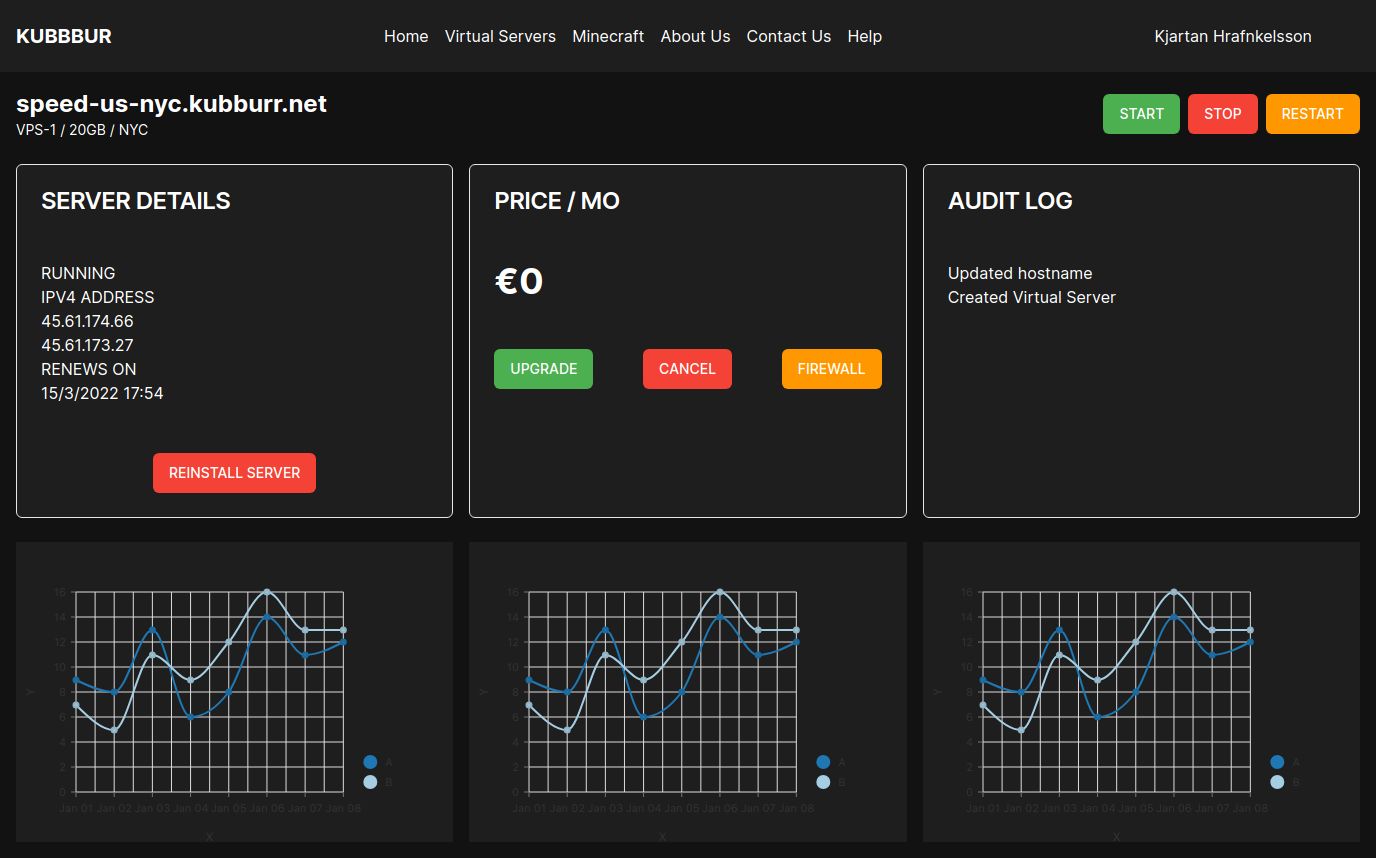 KUBBBUR
Home Virtual Servers Minecraft About Us Contact Us Help
Kjartan Hrafnkelsson
speed-us-nyc.kubburr.net
VPS-1 / 20GB / NYC
START STOP RESTART
SERVER DETAILS
RUNNING
IPV4 ADDRESS
45.61.174.66
45.61.173.27
RENEWS ON
15/3/2022 17:54
REINSTALL SERVER
PRICE / MO
€0
UPGRADE CANCEL FIREWALL
AUDIT LOG
Updated hostname
Created Virtual Server
16
14
12
10
8
6
4
2
0
Y
Jan 01 Jan 02 Jan 03 Jan 04 Jan 05 Jan 06 Jan 07 Jan 08
X
A
B
16
14
12
10
8
6
4
2
0
Y
Jan 01 Jan 02 Jan 03 Jan 04 Jan 05 Jan 06 Jan 07 Jan 08
X
A
B
16
14
12
10
8
6
4
2
0
Y
Jan 01 Jan 02 Jan 03 Jan 04 Jan 05 Jan 06 Jan 07 Jan 08
X
A
B